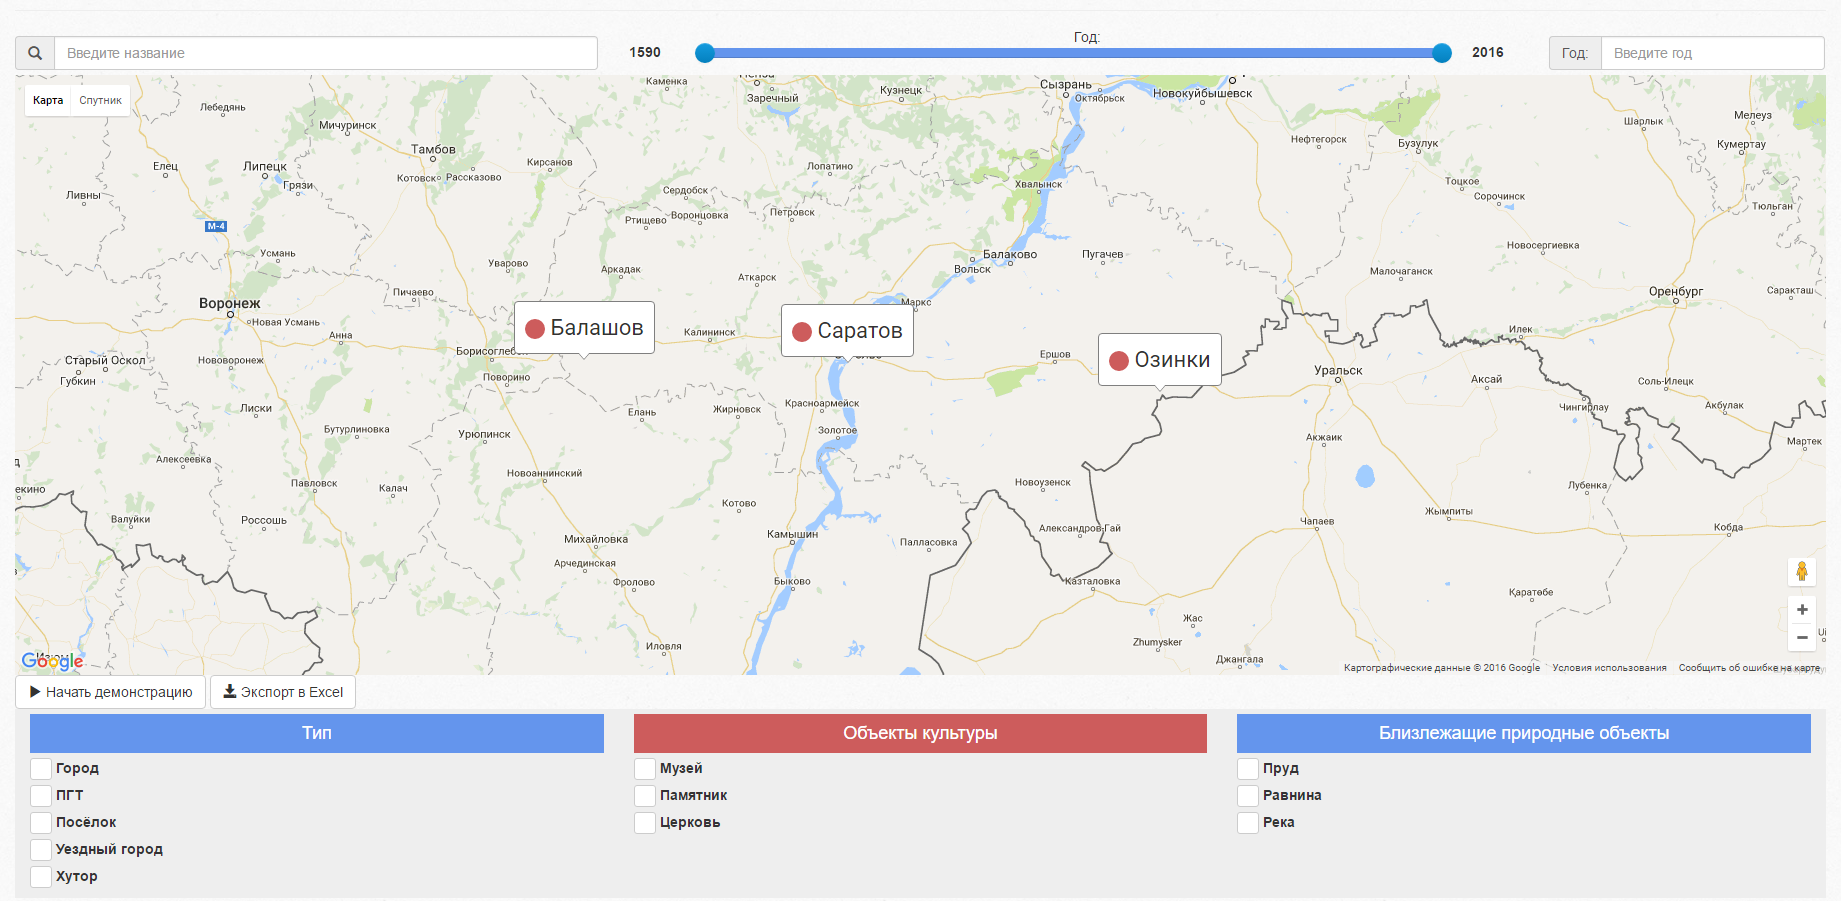 Год:
Введите название
1590
2016
Год:
Введите год
Карта
Спутник
Каменка
Заречный
Кузнецк
Сызрань
Октябрьск
Новокуйбышевск
Лебедянь
Мичуринск
Тамбов
Кирсанов
Лопатино
Нефтегорск
Бузулук
Шарлык
Мелеуз
Кумертау
Елец
Липецк
Грязи
Котовск
Рассказово
Сердобск
Хвалынск
Тоцкое
Сорочинск
Тюльган
Ливны
Ртищево
Воронцовка
Петровск
М-4
Усмань
Уварово
Аркадак
Аткарск
Вольск
Балаково
Пугачев
Новосергиевка
Малочаганск
Воронеж
Пичаево
Маркс
Оренбург
Саракташ
Новая Усмань
Анна
Балашов
Калининск
Саратов
Илек
Старый Оскол
Нововоронеж
Поворино
Ершов
Озинки
Уральск
Губкин
Аксай
Соль-Илецк
Лиски
Елань
Жирновск
Красноармейск
Чингирлау
Акбулак
Бутурлиновка
Урюпинск
Золотое
Акжаик
Мартек
Алексеевка
Новоаннинский
Павловск
Калач
Котово
Новоузенск
Лубенка
Валуйки
Россошь
Михайловка
Камышин
Палласовка
Александров-Гай
Чапаев
Жымпиты
Кобда
Арчединская
Фролово
Быково
Казталовка
Каратөбе
Жас
Иловля
Zhumysker
Джангала
Google
Картографические данные © 2016 Google
Условия использования
Сообщить об ошибке на карте
Начать демонстрацию
Экспорт в Excel
Тип
Объекты культуры
Близлежащие природные объекты
Город
Музей
Пруд
ПГТ
Памятник
Равнина
Посёлок
Церковь
Река
Уездный город
Хутор